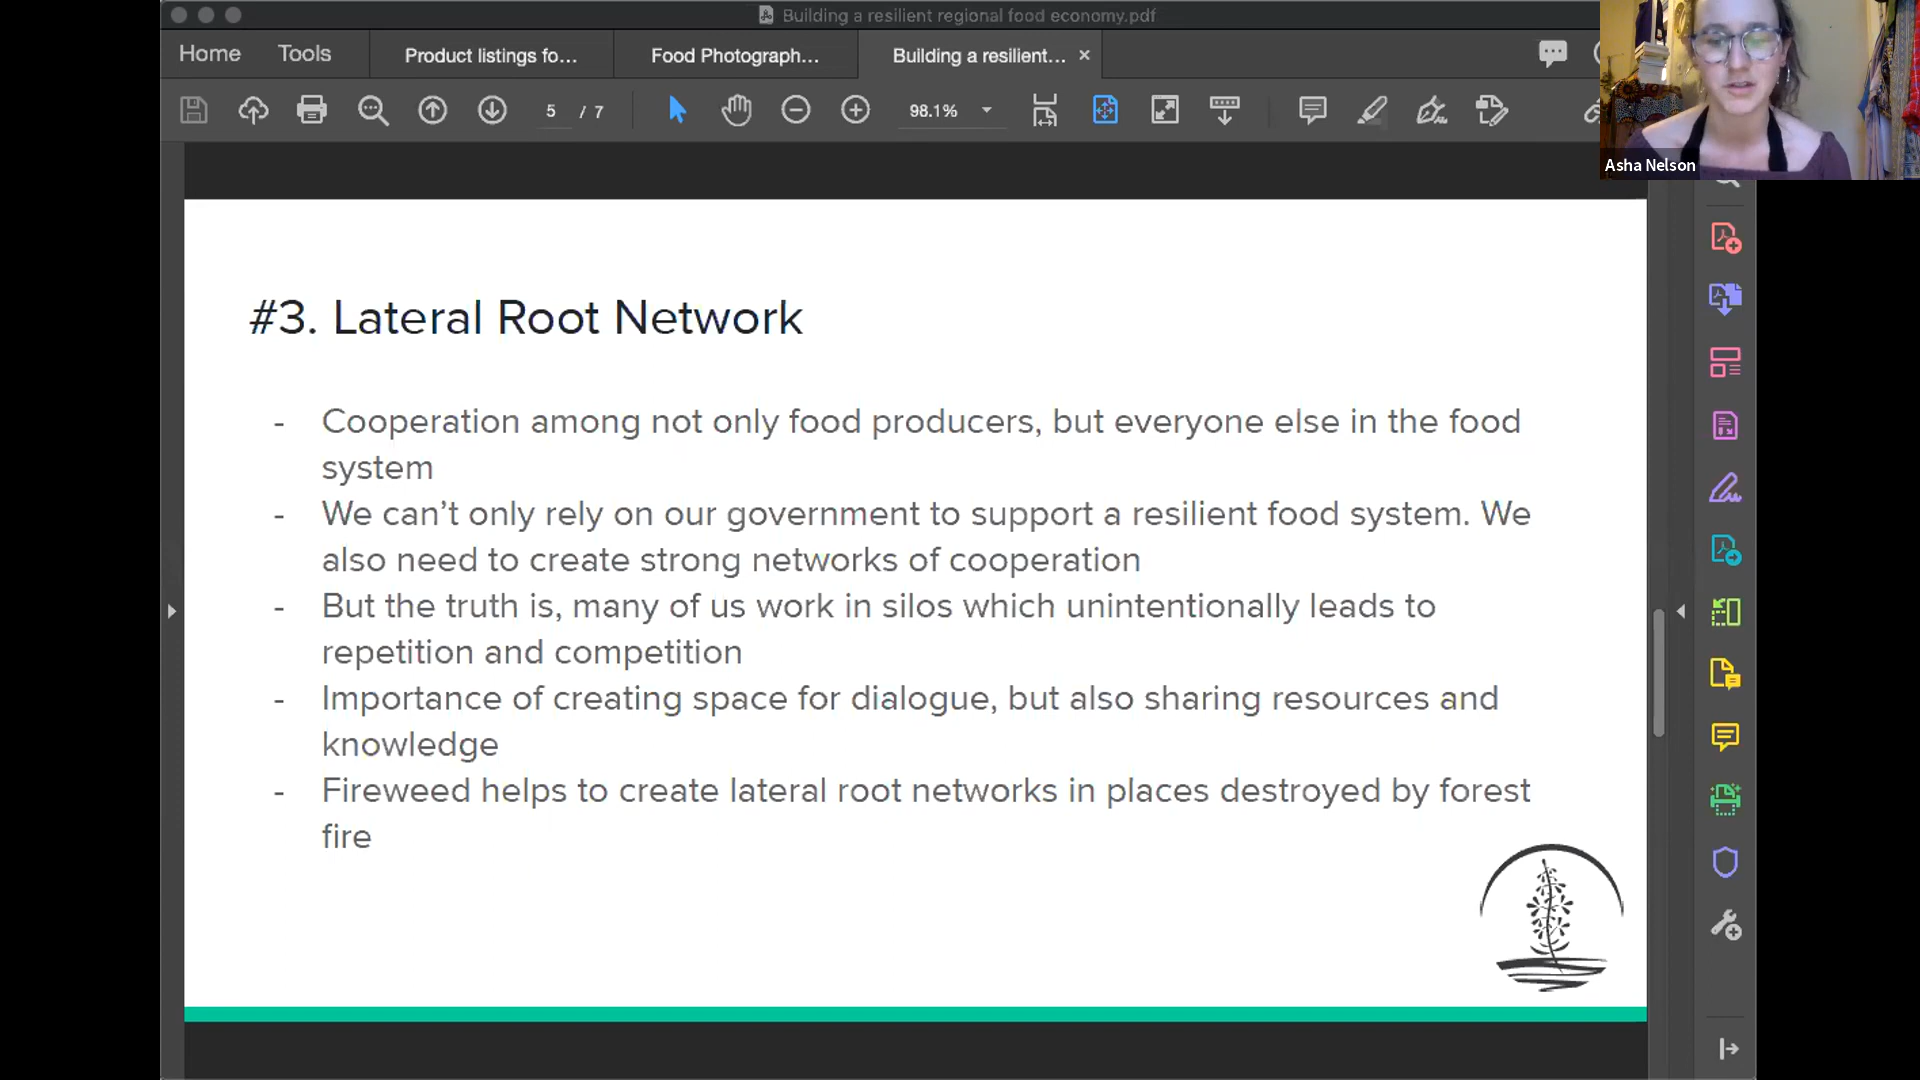 Building a resilient regional food economy.pdf
Home Tools Product listings fo... Food Photograph... Building a resilient... ×
5 / 7 98.1%
Asha Nelson
#3. Lateral Root Network
- Cooperation among not only food producers, but everyone else in the food
system
- We can’t only rely on our government to support a resilient food system. We
also need to create strong networks of cooperation
- But the truth is, many of us work in silos which unintentionally leads to
repetition and competition
- Importance of creating space for dialogue, but also sharing resources and
knowledge
- Fireweed helps to create lateral root networks in places destroyed by forest
fire